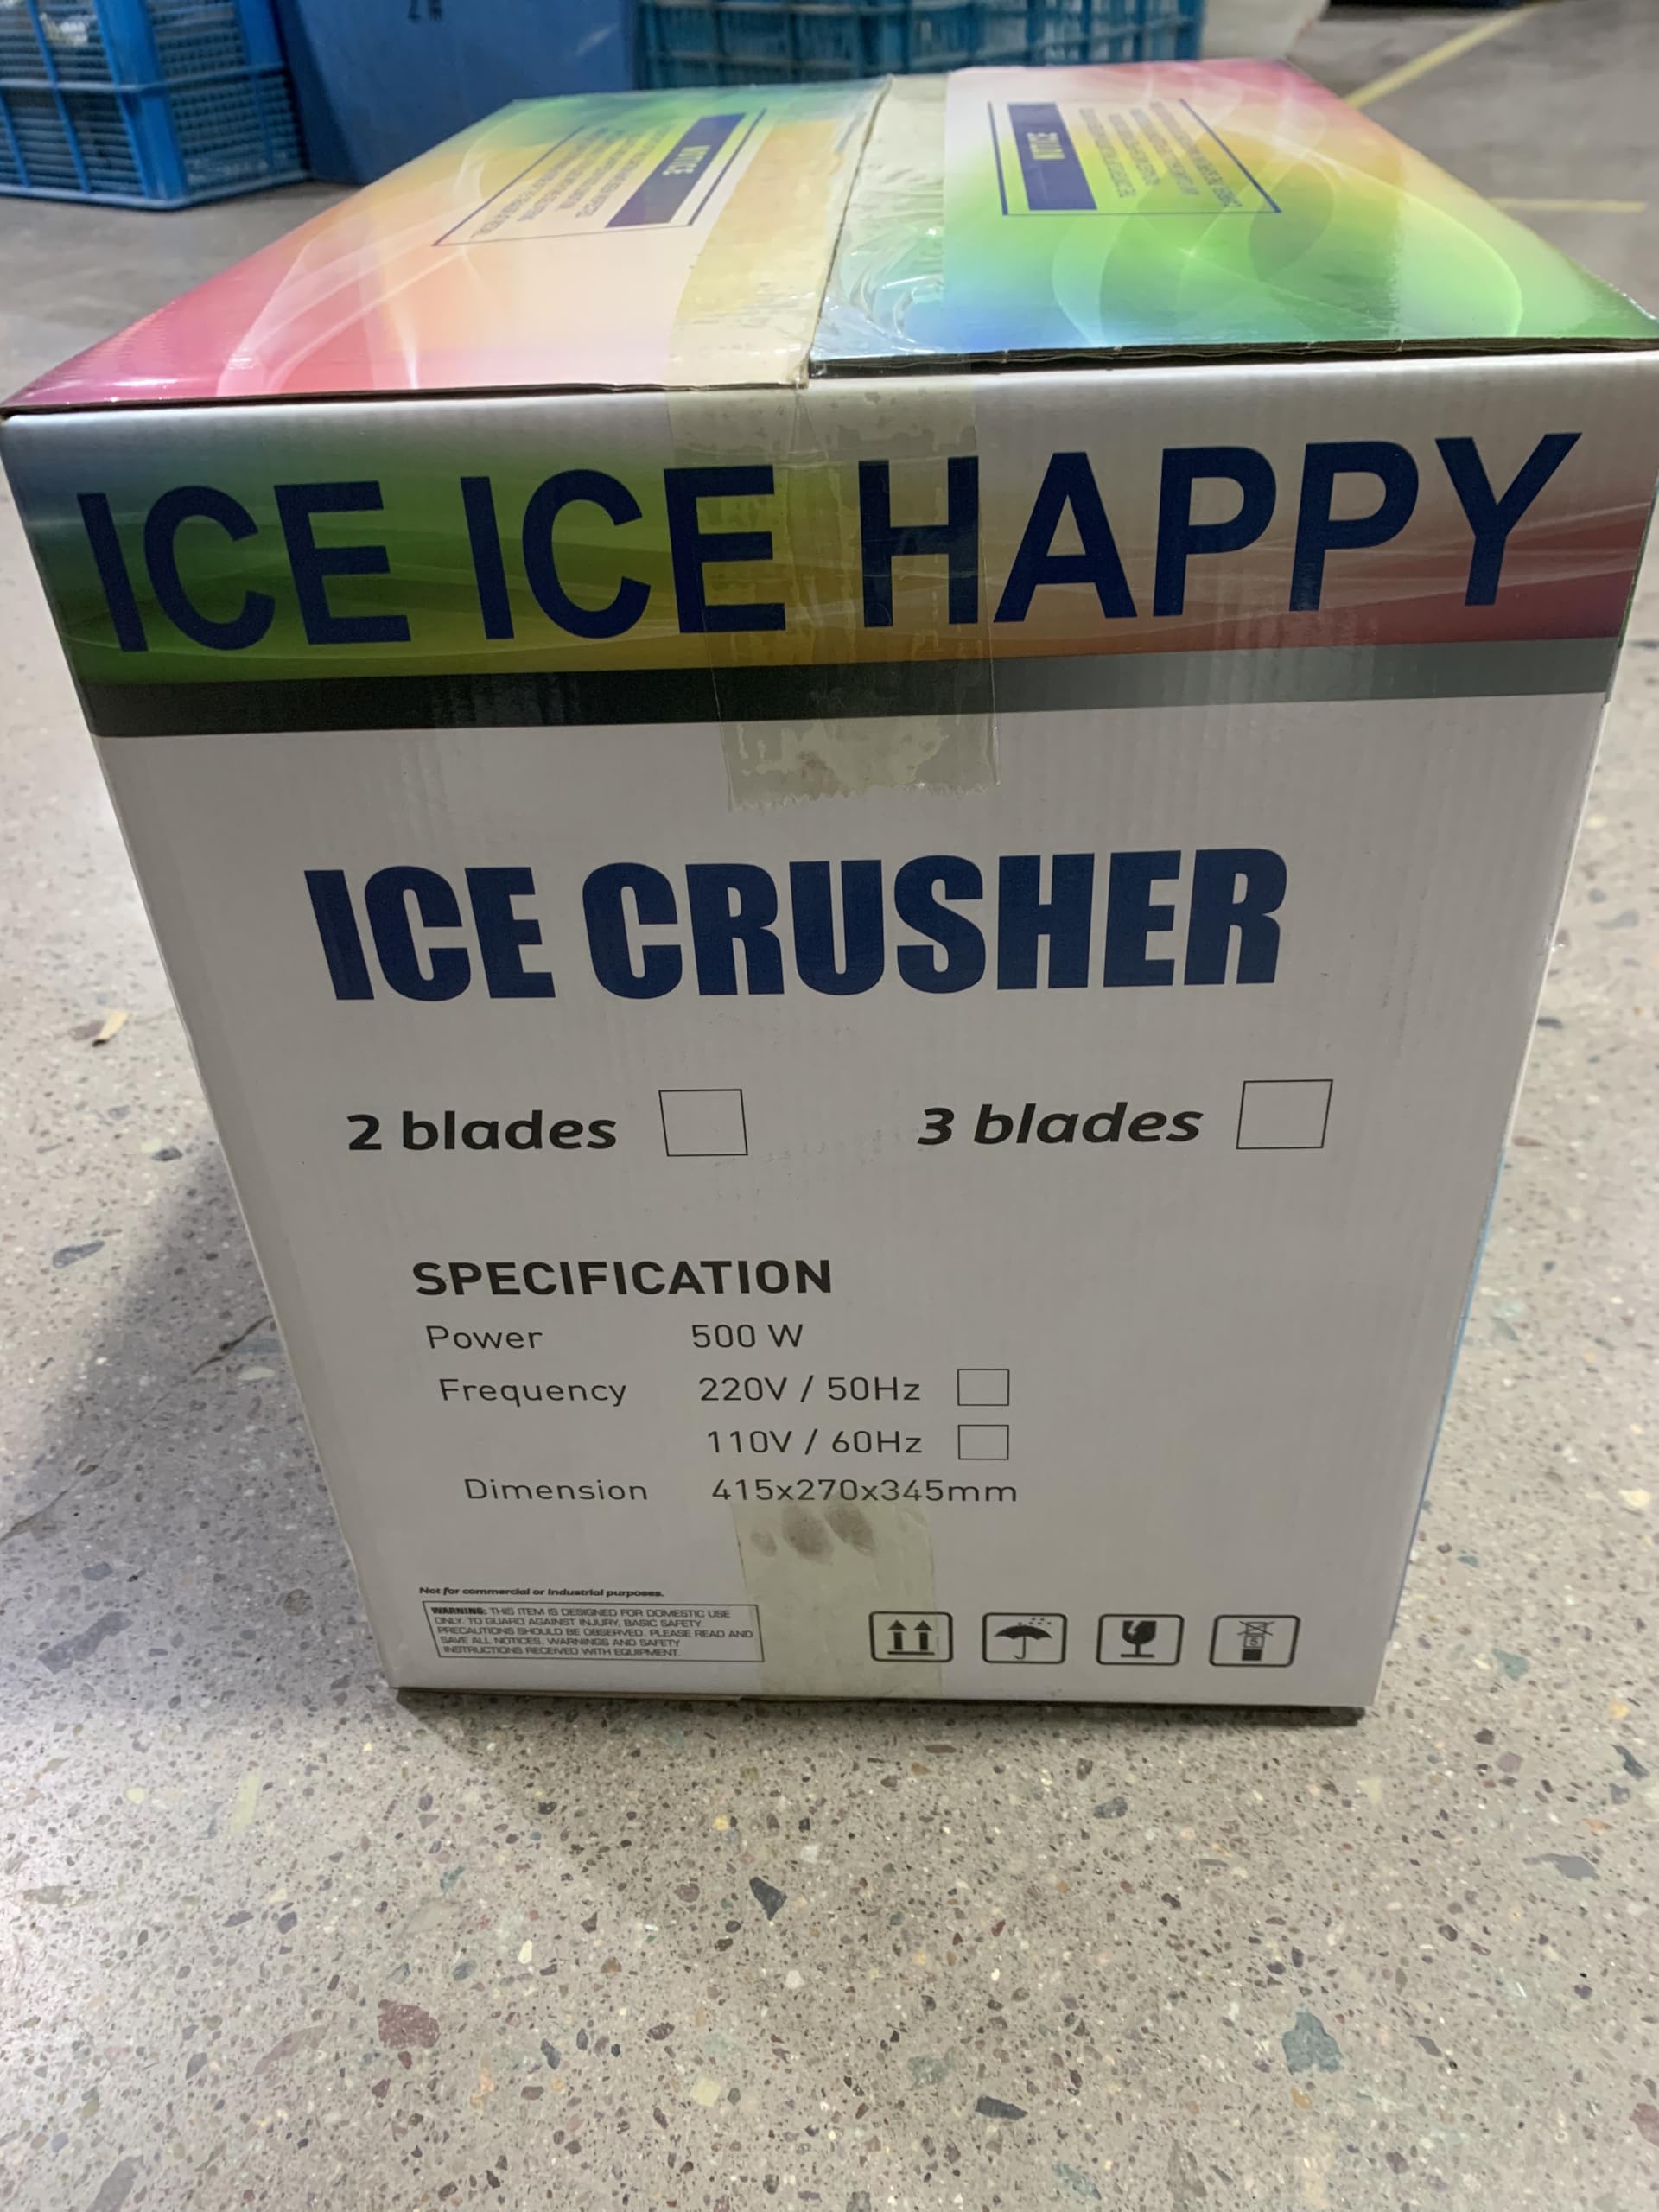 NOTICE
NOTICE
ICE ICE HAPPY
ICE CRUSHER
2 blades
3 blades
SPECIFICATION
Power 500 W
Frequency 220V / 50Hz
110V / 60Hz
Dimension 415x270x345mm
Not for commercial or Industrial purposes.
WARNING: THIS ITEM IS DESIGNED FOR DOMESTIC USE
ONLY. TO GUARD AGAINST INJURY, BASIC SAFETY
PRECAUTIONS SHOULD BE OBSERVED. PLEASE READ AND
SAVE ALL NOTICES, WARNINGS AND SAFETY
INSTRUCTIONS RECEIVED WITH EQUIPMENT.